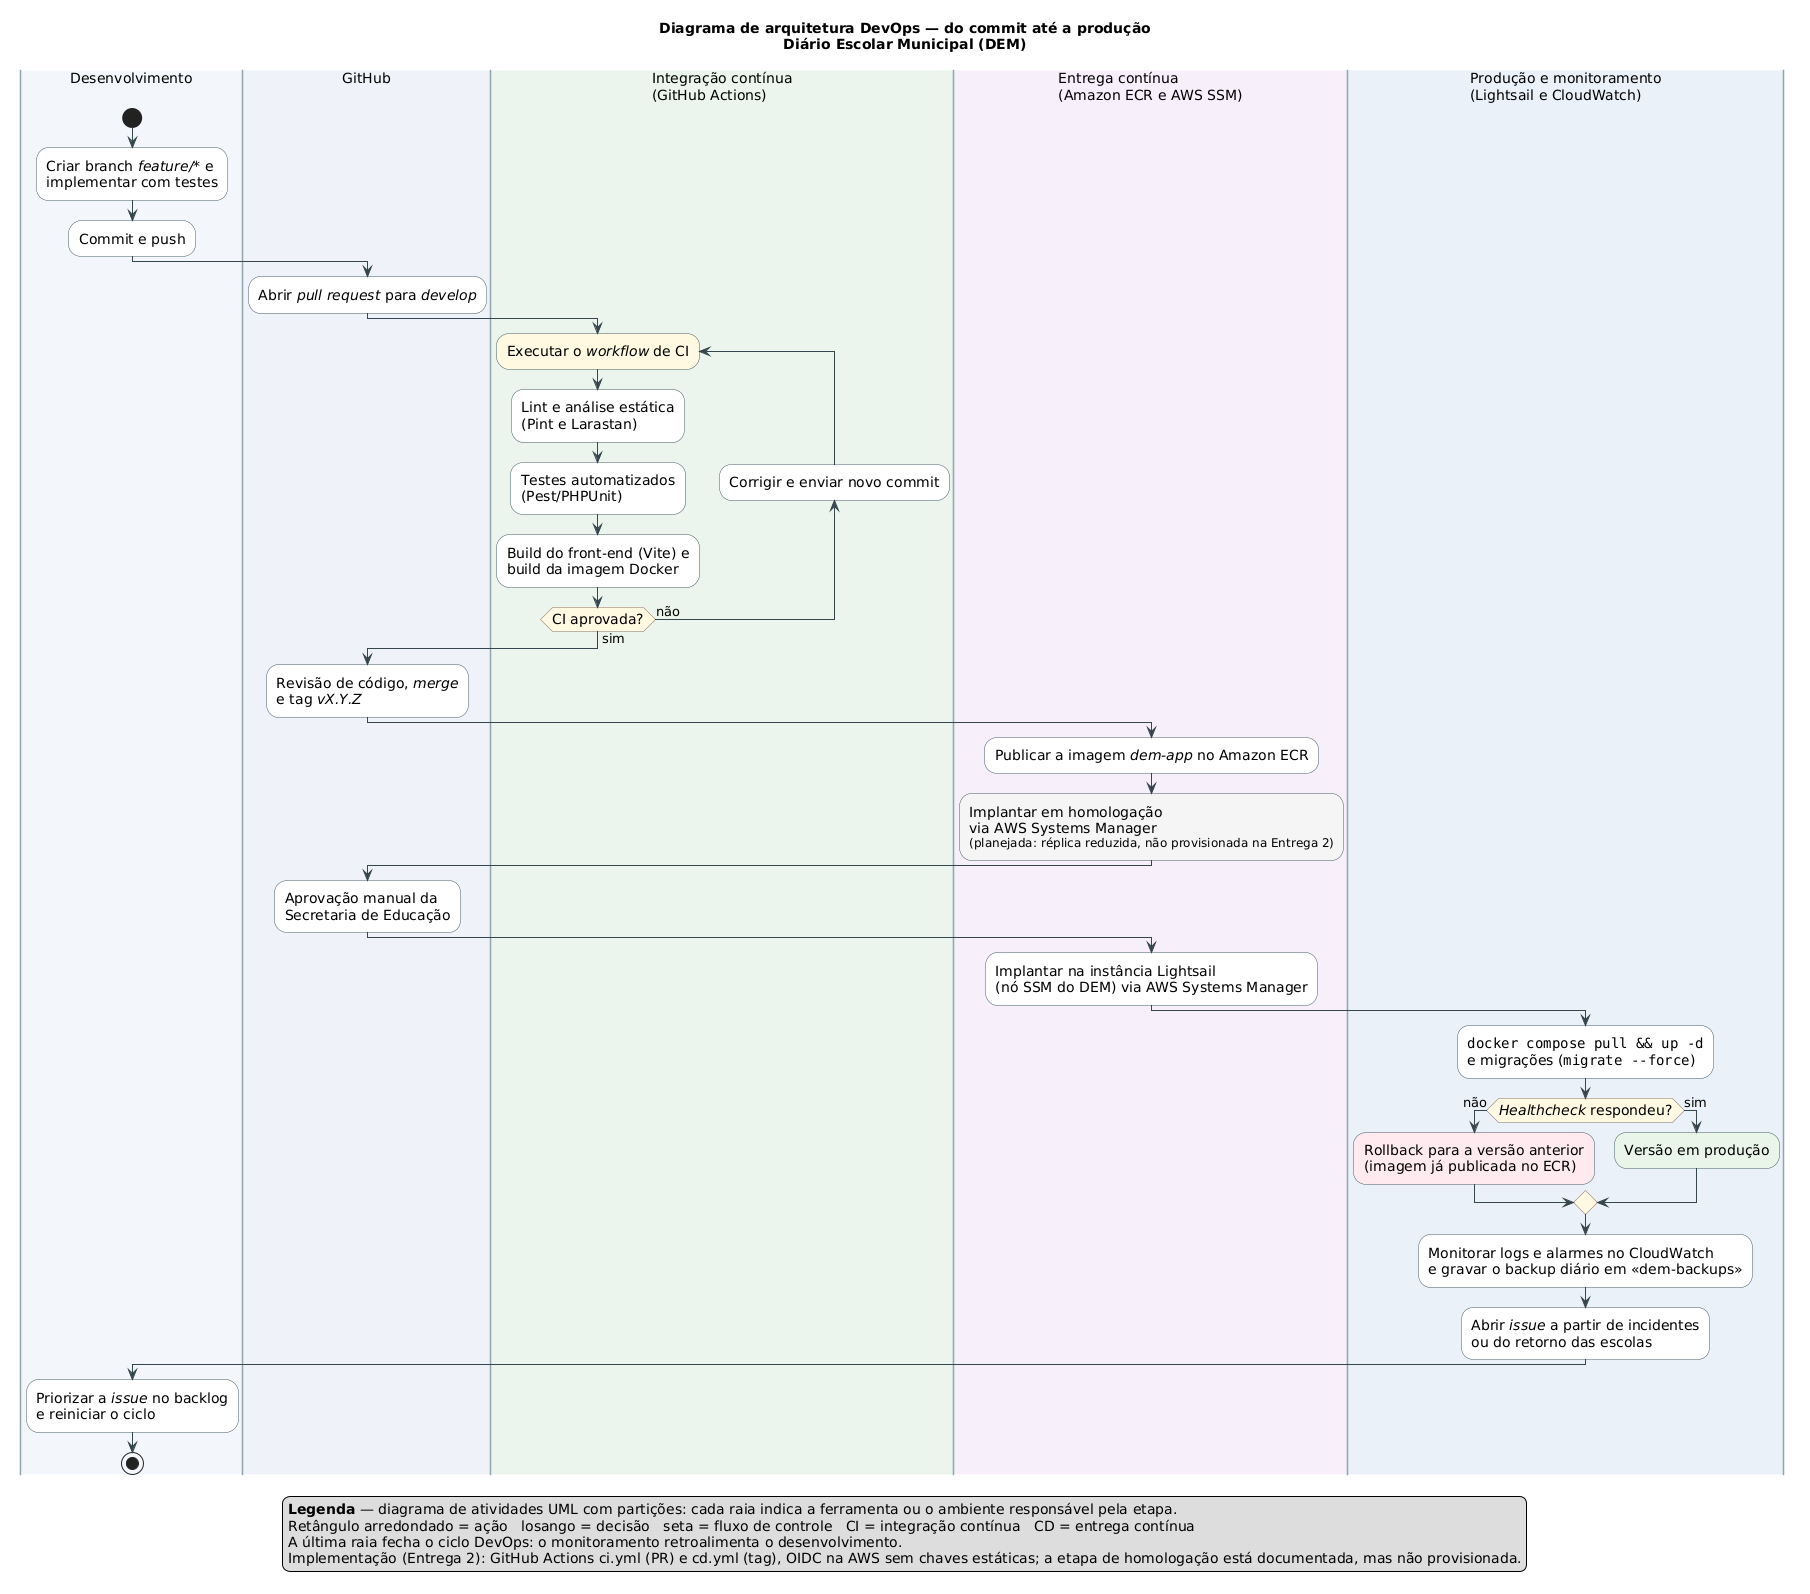 Diagrama de arquitetura DevOps — do commit até a produção
Diário Escolar Municipal (DEM)
Desenvolvimento
GitHub
Integração contínua
(GitHub Actions)
Entrega contínua
(Amazon ECR e AWS SSM)
Produção e monitoramento
(Lightsail e CloudWatch)
Criar branch feature/* e
implementar com testes
Commit e push
Abrir pull request para develop
Executar o workflow de CI
Lint e análise estática
(Pint e Larastan)
Testes automatizados
(Pest/PHPUnit)
Corrigir e enviar novo commit
Build do front-end (Vite) e
build da imagem Docker
CI aprovada?
não
sim
Revisão de código, merge
e tag vX.Y.Z
Publicar a imagem dem-app no Amazon ECR
Implantar em homologação
via AWS Systems Manager
(planejada: réplica reduzida, não provisionada na Entrega 2)
Aprovação manual da
Secretaria de Educação
Implantar na instância Lightsail
(nó SSM do DEM) via AWS Systems Manager
docker compose pull && up -d
e migrações (migrate --force)
não
Healthcheck respondeu?
sim
Rollback para a versão anterior
(imagem já publicada no ECR)
Versão em produção
Monitorar logs e alarmes no CloudWatch
e gravar o backup diário em «dem-backups»
Abrir issue a partir de incidentes
ou do retorno das escolas
Priorizar a issue no backlog
e reiniciar o ciclo
Legenda — diagrama de atividades UML com partições: cada raia indica a ferramenta ou o ambiente responsável pela etapa.
Retângulo arredondado = ação losango = decisão seta = fluxo de controle CI = integração contínua CD = entrega contínua
A última raia fecha o ciclo DevOps: o monitoramento retroalimenta o desenvolvimento.
Implementação (Entrega 2): GitHub Actions ci.yml (PR) e cd.yml (tag), OIDC na AWS sem chaves estáticas; a etapa de homologação está documentada, mas não provisionada.